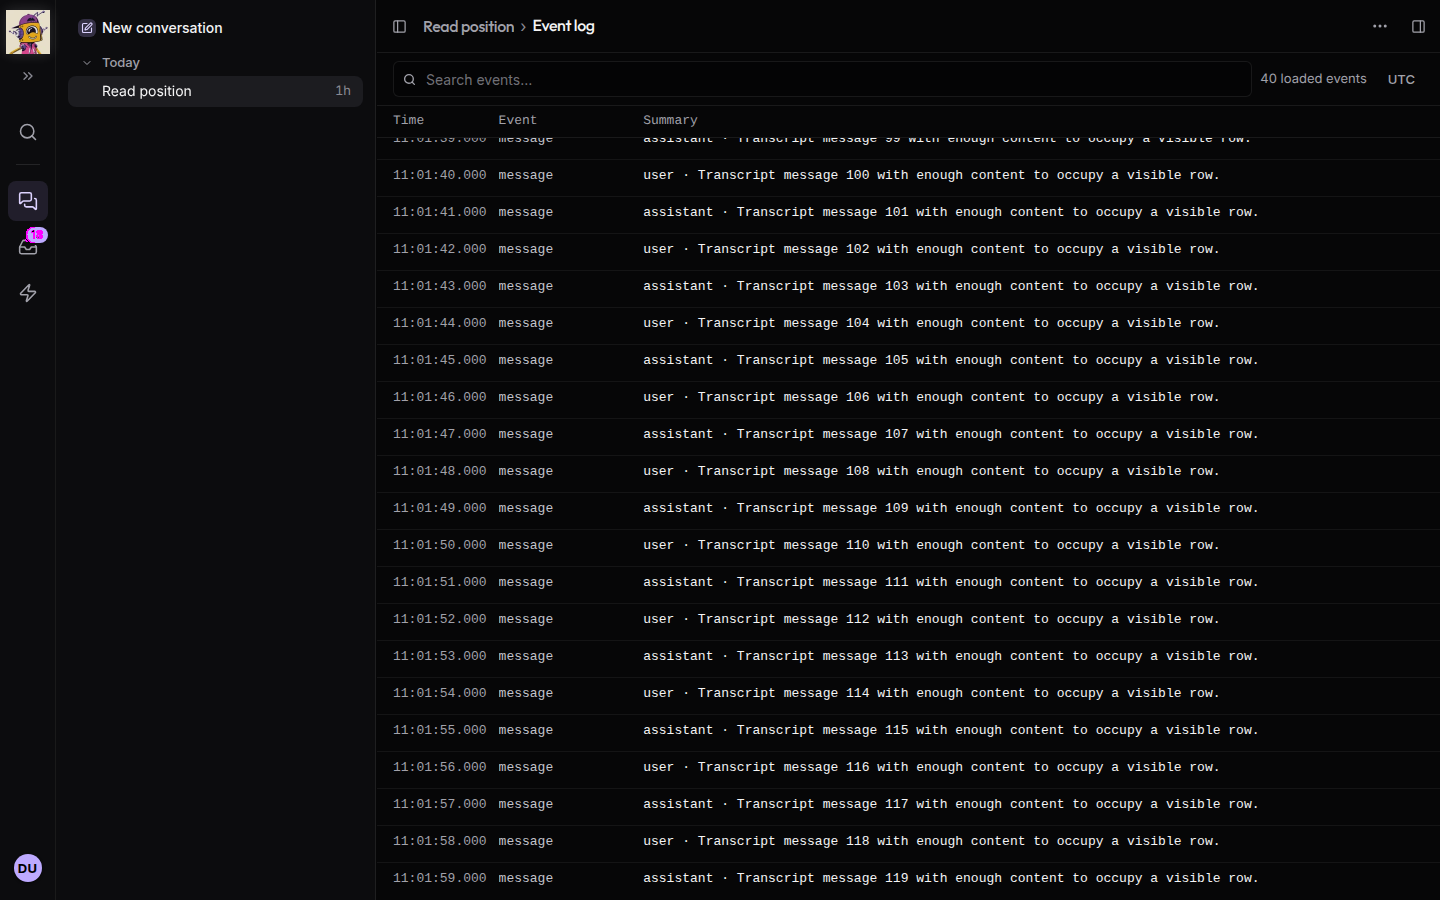 New conversation
Today
Read position 1h
DU
Read position › Event log
Search events...
40 loaded events UTC
Time Event Summary
11:01:39.000 message assistant · Transcript message 99 with enough content to occupy a visible row.
11:01:40.000 message user · Transcript message 100 with enough content to occupy a visible row.
11:01:41.000 message assistant · Transcript message 101 with enough content to occupy a visible row.
11:01:42.000 message user · Transcript message 102 with enough content to occupy a visible row.
11:01:43.000 message assistant · Transcript message 103 with enough content to occupy a visible row.
11:01:44.000 message user · Transcript message 104 with enough content to occupy a visible row.
11:01:45.000 message assistant · Transcript message 105 with enough content to occupy a visible row.
11:01:46.000 message user · Transcript message 106 with enough content to occupy a visible row.
11:01:47.000 message assistant · Transcript message 107 with enough content to occupy a visible row.
11:01:48.000 message user · Transcript message 108 with enough content to occupy a visible row.
11:01:49.000 message assistant · Transcript message 109 with enough content to occupy a visible row.
11:01:50.000 message user · Transcript message 110 with enough content to occupy a visible row.
11:01:51.000 message assistant · Transcript message 111 with enough content to occupy a visible row.
11:01:52.000 message user · Transcript message 112 with enough content to occupy a visible row.
11:01:53.000 message assistant · Transcript message 113 with enough content to occupy a visible row.
11:01:54.000 message user · Transcript message 114 with enough content to occupy a visible row.
11:01:55.000 message assistant · Transcript message 115 with enough content to occupy a visible row.
11:01:56.000 message user · Transcript message 116 with enough content to occupy a visible row.
11:01:57.000 message assistant · Transcript message 117 with enough content to occupy a visible row.
11:01:58.000 message user · Transcript message 118 with enough content to occupy a visible row.
11:01:59.000 message assistant · Transcript message 119 with enough content to occupy a visible row.